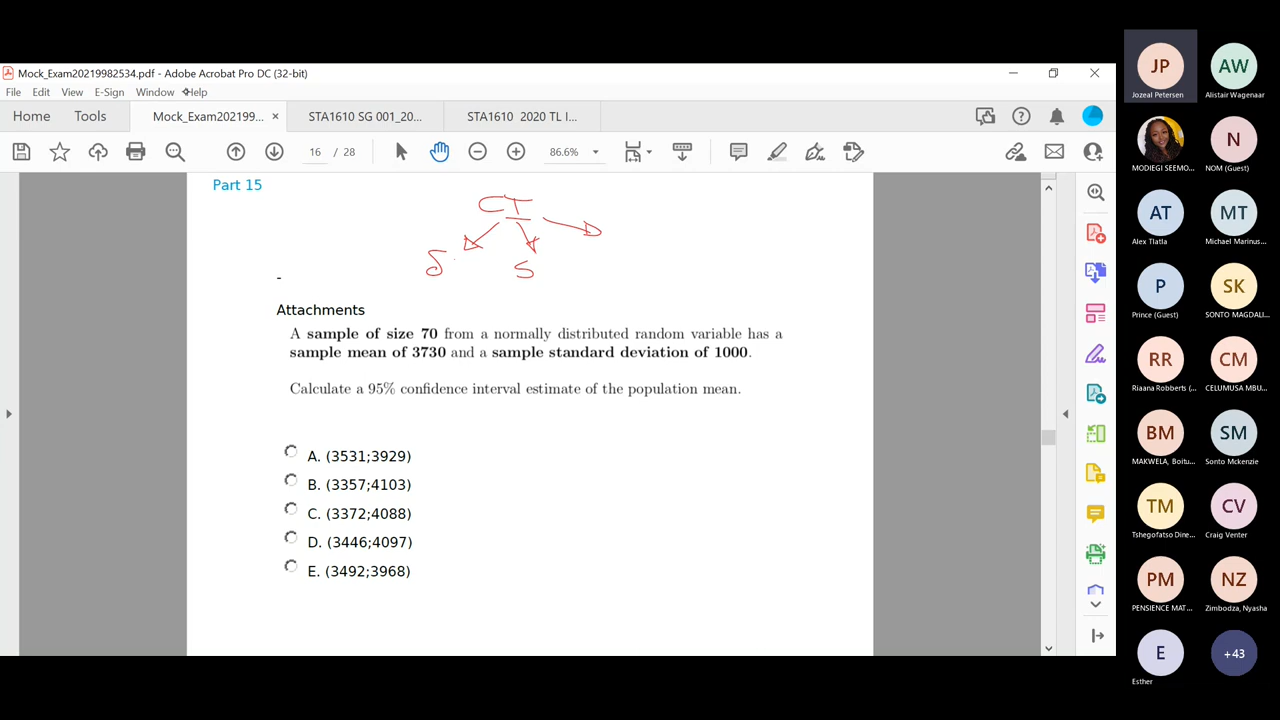 Mock_Exam20219982534.pdf - Adobe Acrobat Pro DC (32-bit)
File Edit View E-Sign Window Help
Home Tools Mock_Exam202199... × STA1610 SG 001_20... STA1610 2020 TL I...
16 / 28 86.6%
Part 15
CT
S
-
Attachments
A sample of size 70 from a normally distributed random variable has a
sample mean of 3730 and a sample standard deviation of 1000.
Calculate a 95% confidence interval estimate of the population mean.
A. (3531;3929)
B. (3357;4103)
C. (3372;4088)
D. (3446;4097)
E. (3492;3968)
JP AW
Jozeal Petersen Alistair Wagenaar
N
MODIEGI SEEMO... NOM (Guest)
AT MT
Alex Tlatla Michael Marinus...
P SK
Prince (Guest) SONTO MAGDALI...
RR CM
Riaana Robberts (... CELUMUSA MBU...
BM SM
MAKWELA, Boitu... Sonto Mckenzie
TM CV
Tshegofatso Dine... Craig Venter
PM NZ
PENSIENCE MAT... Zimbodza, Nyasha
E +43
Esther